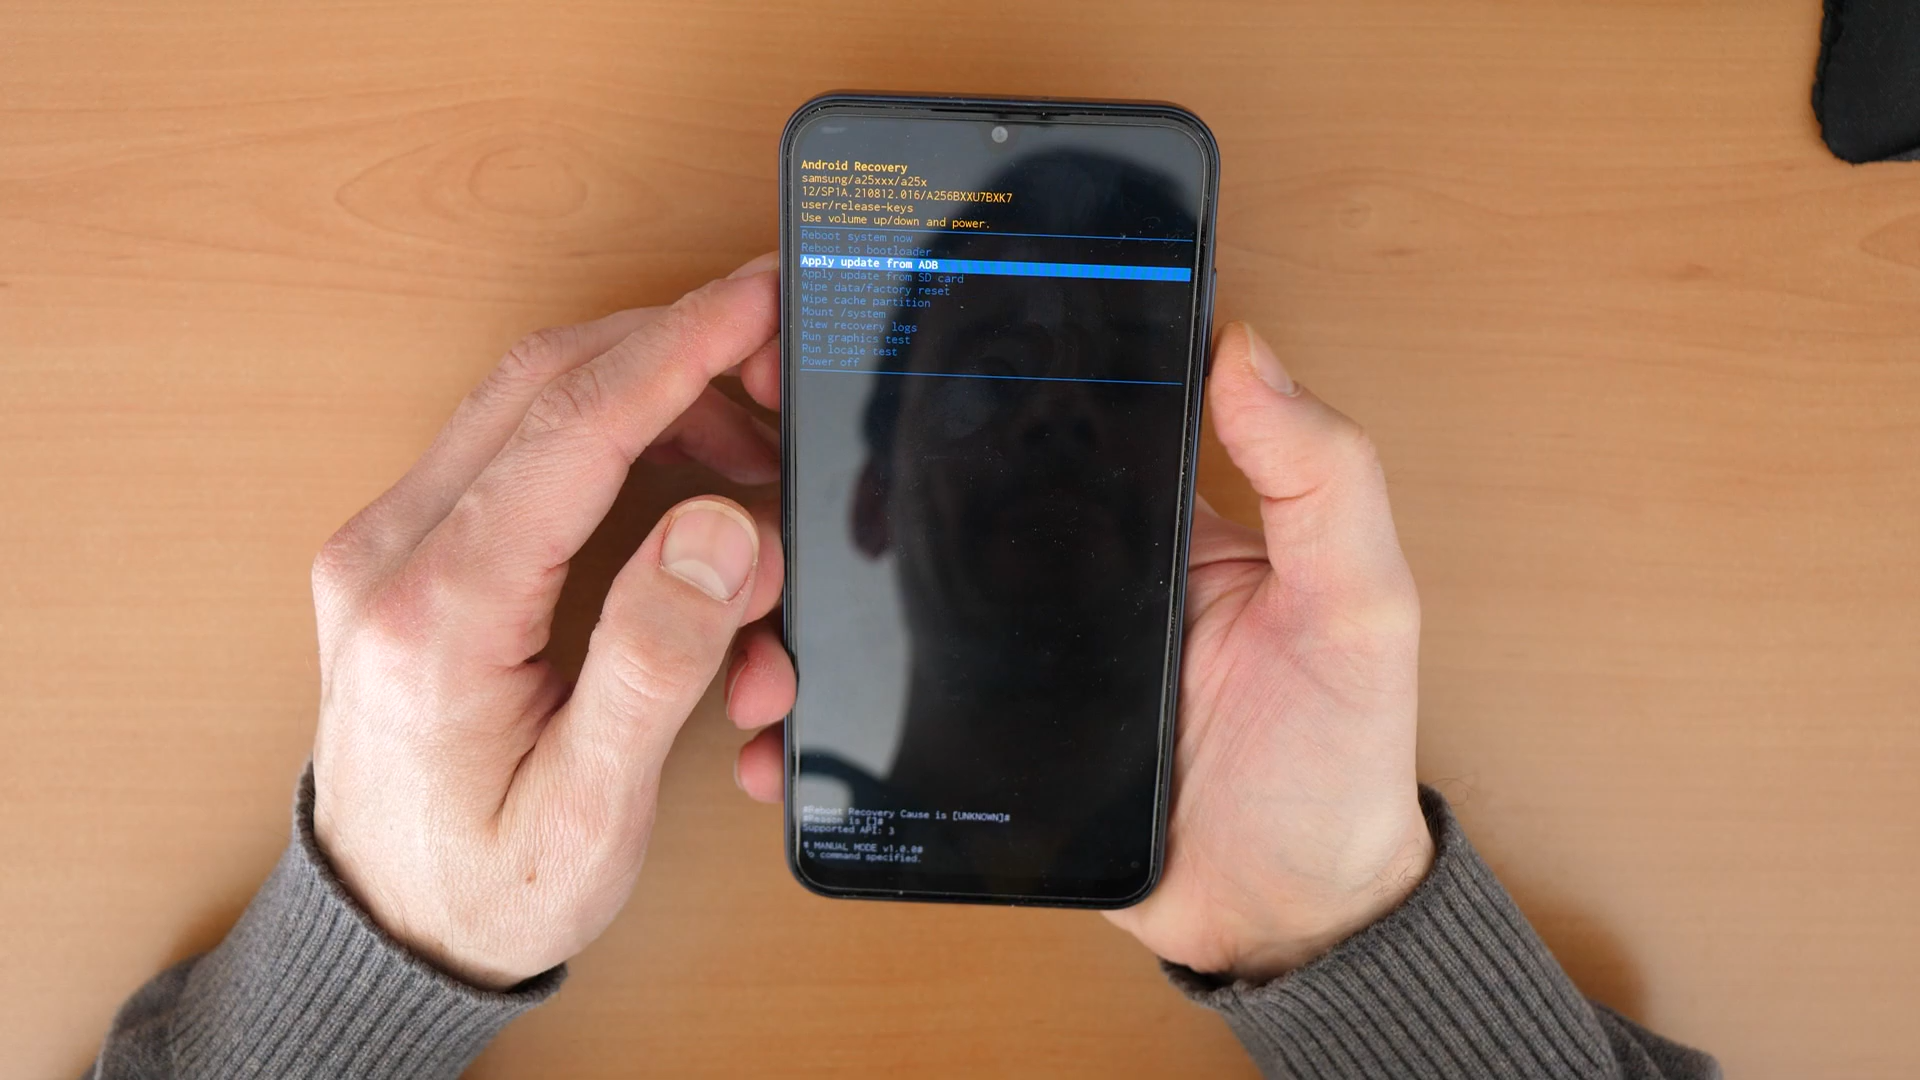 Android Recovery
samsung/a25xxx/a25x
12/SP1A.210812.016/A256BXXU7BXK7
user/release-keys
Use volume up/down and power.
Reboot system now
Reboot to bootloader
Apply update from ADB
Apply update from SD card
Wipe data/factory reset
Wipe cache partition
Mount /system
View recovery logs
Run graphics test
Run locale test
Power off
#Reboot Recovery Cause is [UNKNOWN]#
#Reason is []#
Supported API: 3
# MANUAL MODE v1.0.0#
No command specified.